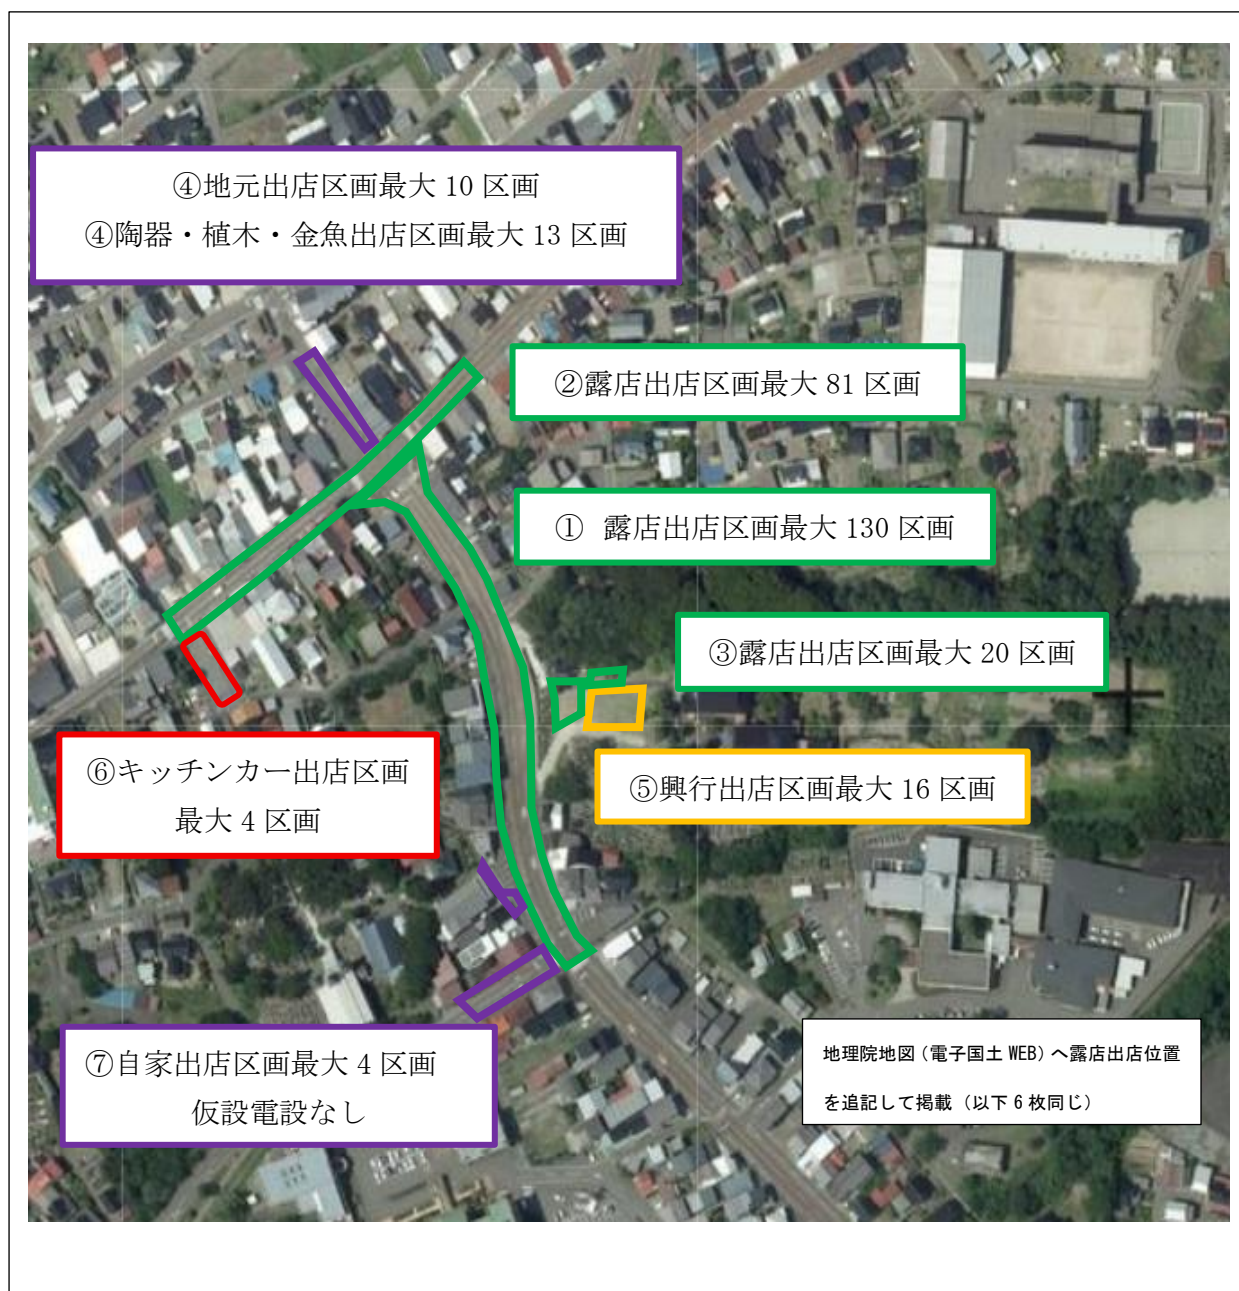 ④地元出店区画最大 10 区画
④陶器・植木・金魚出店区画最大 13 区画
②露店出店区画最大 81 区画
① 露店出店区画最大 130 区画
③露店出店区画最大 20 区画
⑥キッチンカー出店区画
最大 4 区画
⑤興行出店区画最大 16 区画
⑦自家出店区画最大 4 区画
仮設電設なし
地理院地図（電子国土 WEB）へ露店出店位置
を追記して掲載（以下 6 枚同じ）